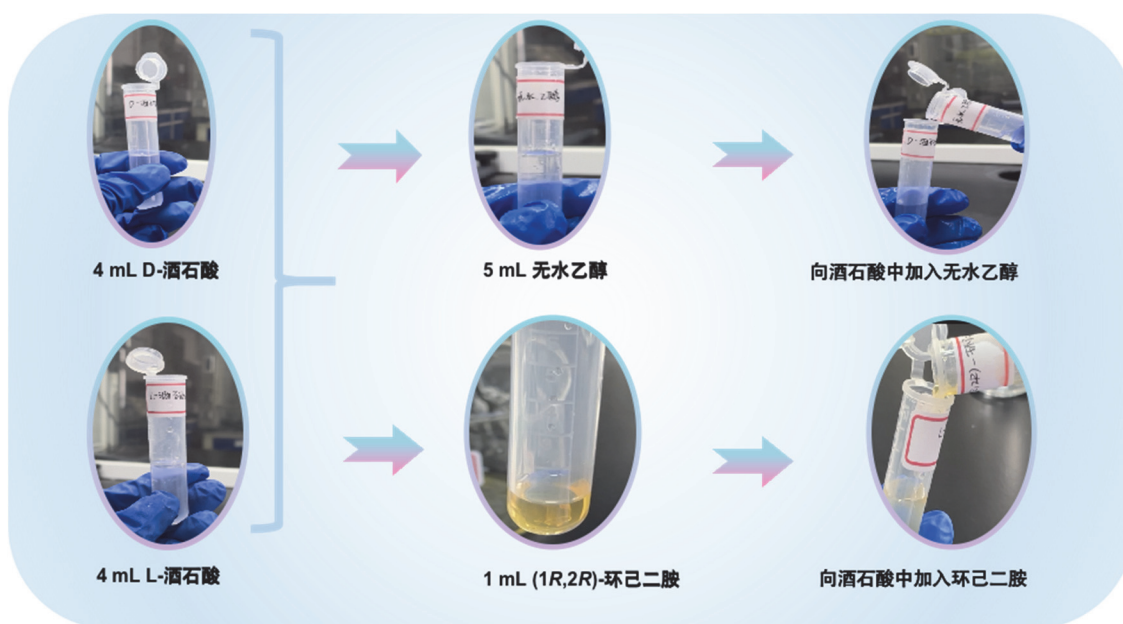 4 mL D-酒石酸
5 mL 无水乙醇
向酒石酸中加入无水乙醇
4 mL L-酒石酸
1 mL (1R,2R)-环己二胺
向酒石酸中加入环己二胺